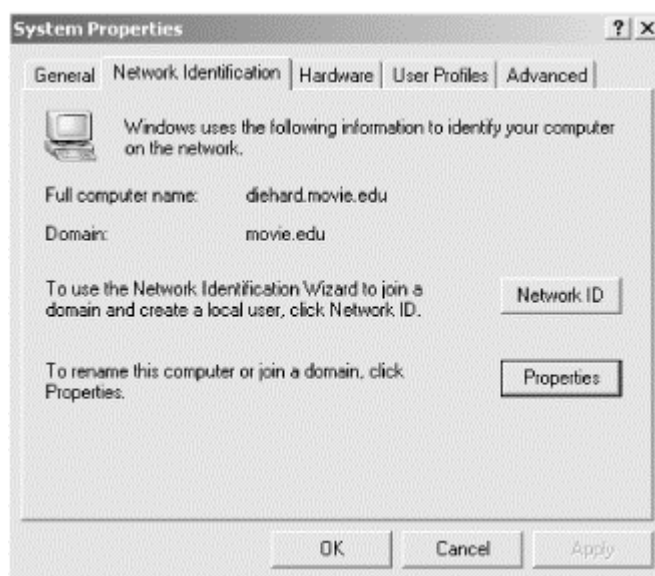 System Properties
? X
General Network Identification Hardware User Profiles Advanced
Windows uses the following information to identify your computer
on the network.
Full computer name: diehard.movie.edu
Domain: movie.edu
To use the Network Identification Wizard to join a
domain and create a local user, click Network ID.
Network ID
To rename this computer or join a domain, click
Properties.
Properties
OK Cancel Apply